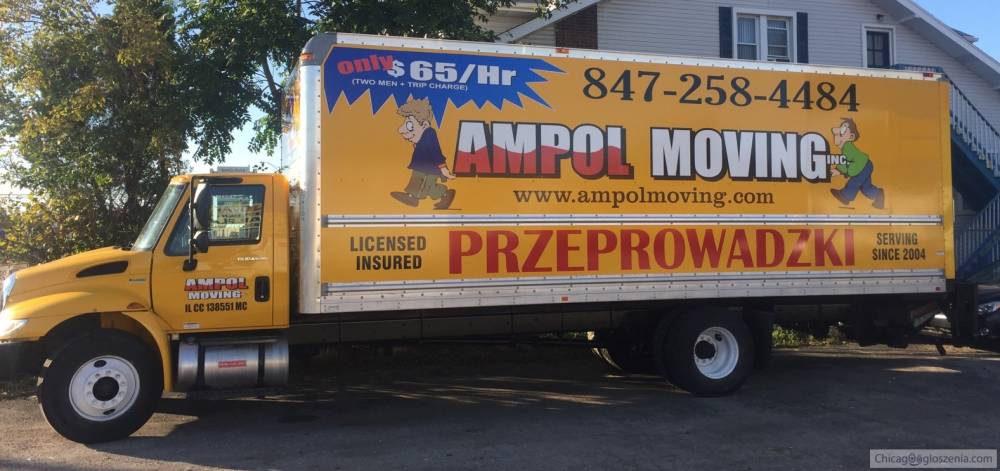 only $65/Hr
(TWO MEN + TRIP CHARGE)
847-258-4484
AMPOL MOVING INC.
www.ampolmoving.com
LICENSED
INSURED
PRZEPROWADZKI
SERVING
SINCE 2004
AMPOL
MOVING
IL CC 138551 MC
Chicag@ogloszenia.com